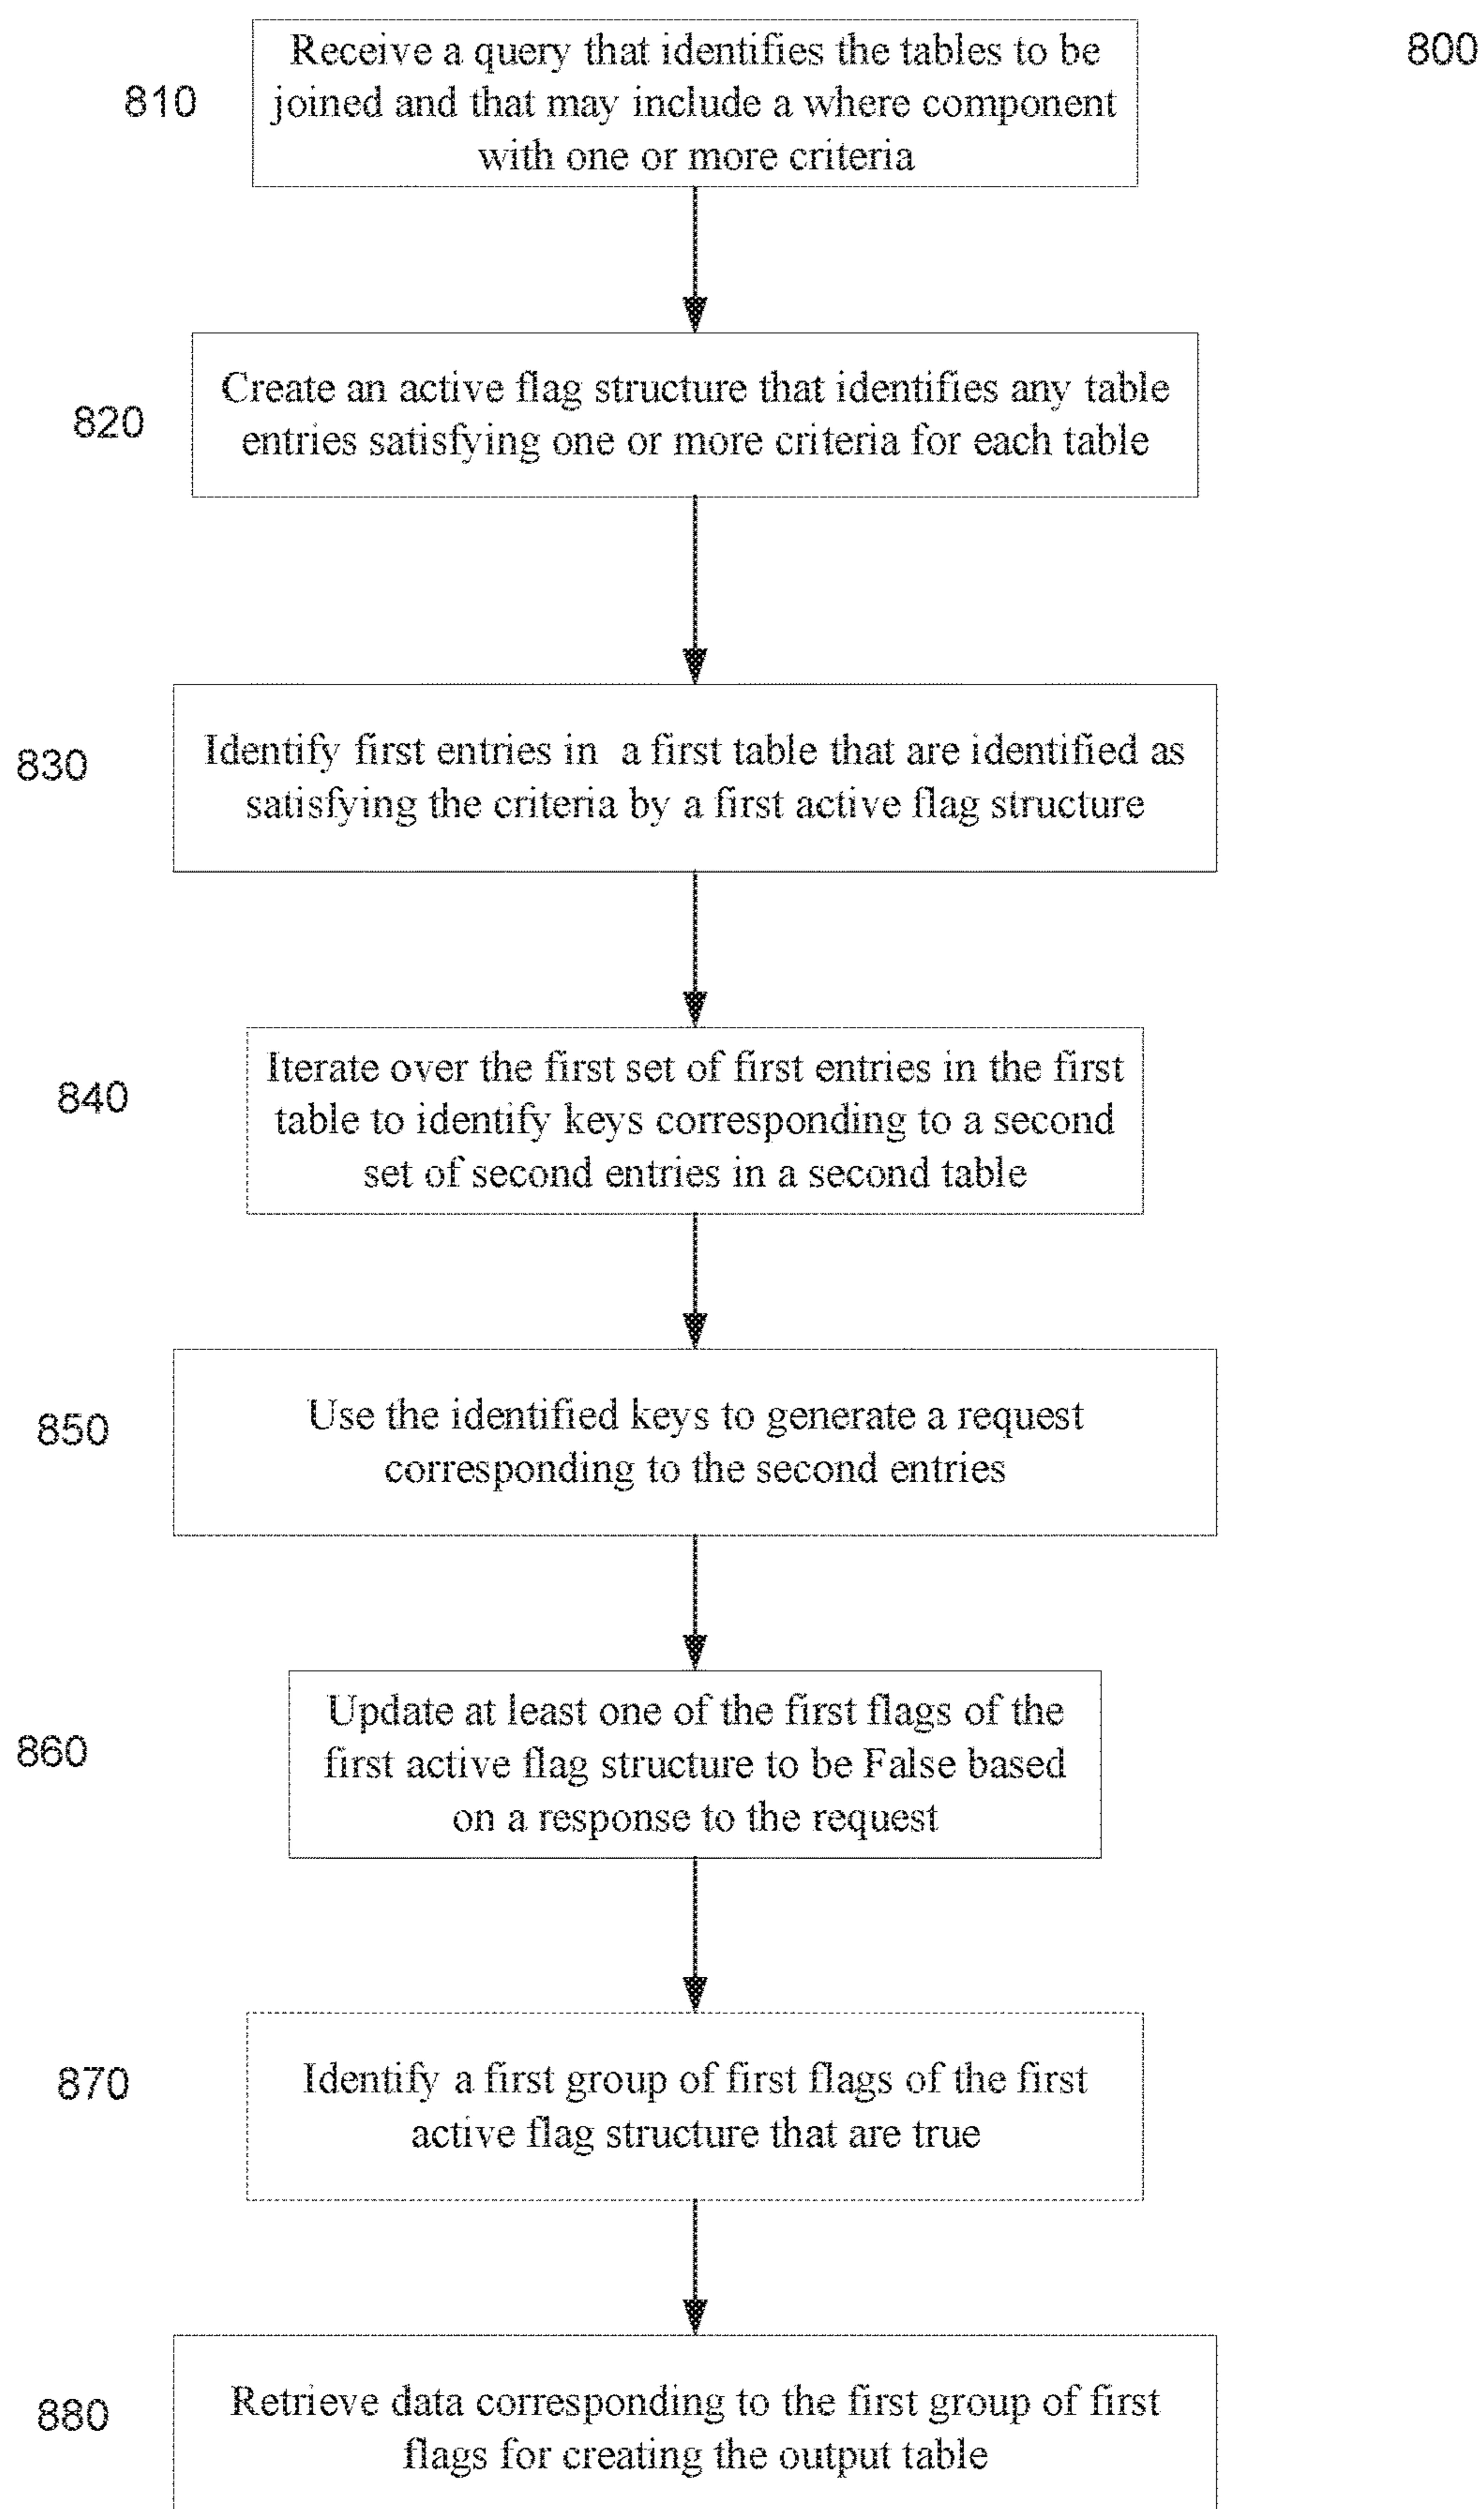 800
810
Receive a query that identifies the tables to be
joined and that may include a where component
with one or more criteria
820
Create an active flag structure that identifies any table
entries satisfying one or more criteria for each table
830
Identify first entries in a first table that are identified as
satisfying the criteria by a first active flag structure
840
Iterate over the first set of first entries in the first
table to identify keys corresponding to a second
set of second entries in a second table
850
Use the identified keys to generate a request
corresponding to the second entries
860
Update at least one of the first flags of the
first active flag structure to be False based
on a response to the request
870
Identify a first group of first flags of the first
active flag structure that are true
880
Retrieve data corresponding to the first group of first
flags for creating the output table